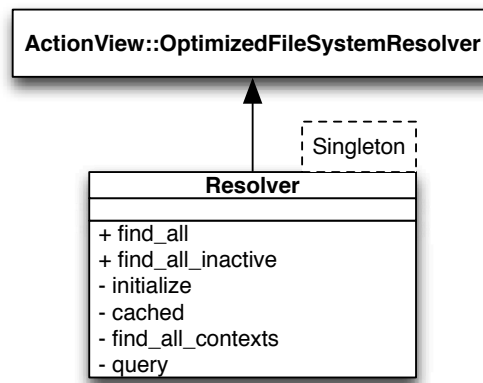 ActionView::OptimizedFileSystemResolver
Singleton
Resolver
+ find_all
+ find_all_inactive
- initialize
- cached
- find_all_contexts
- query